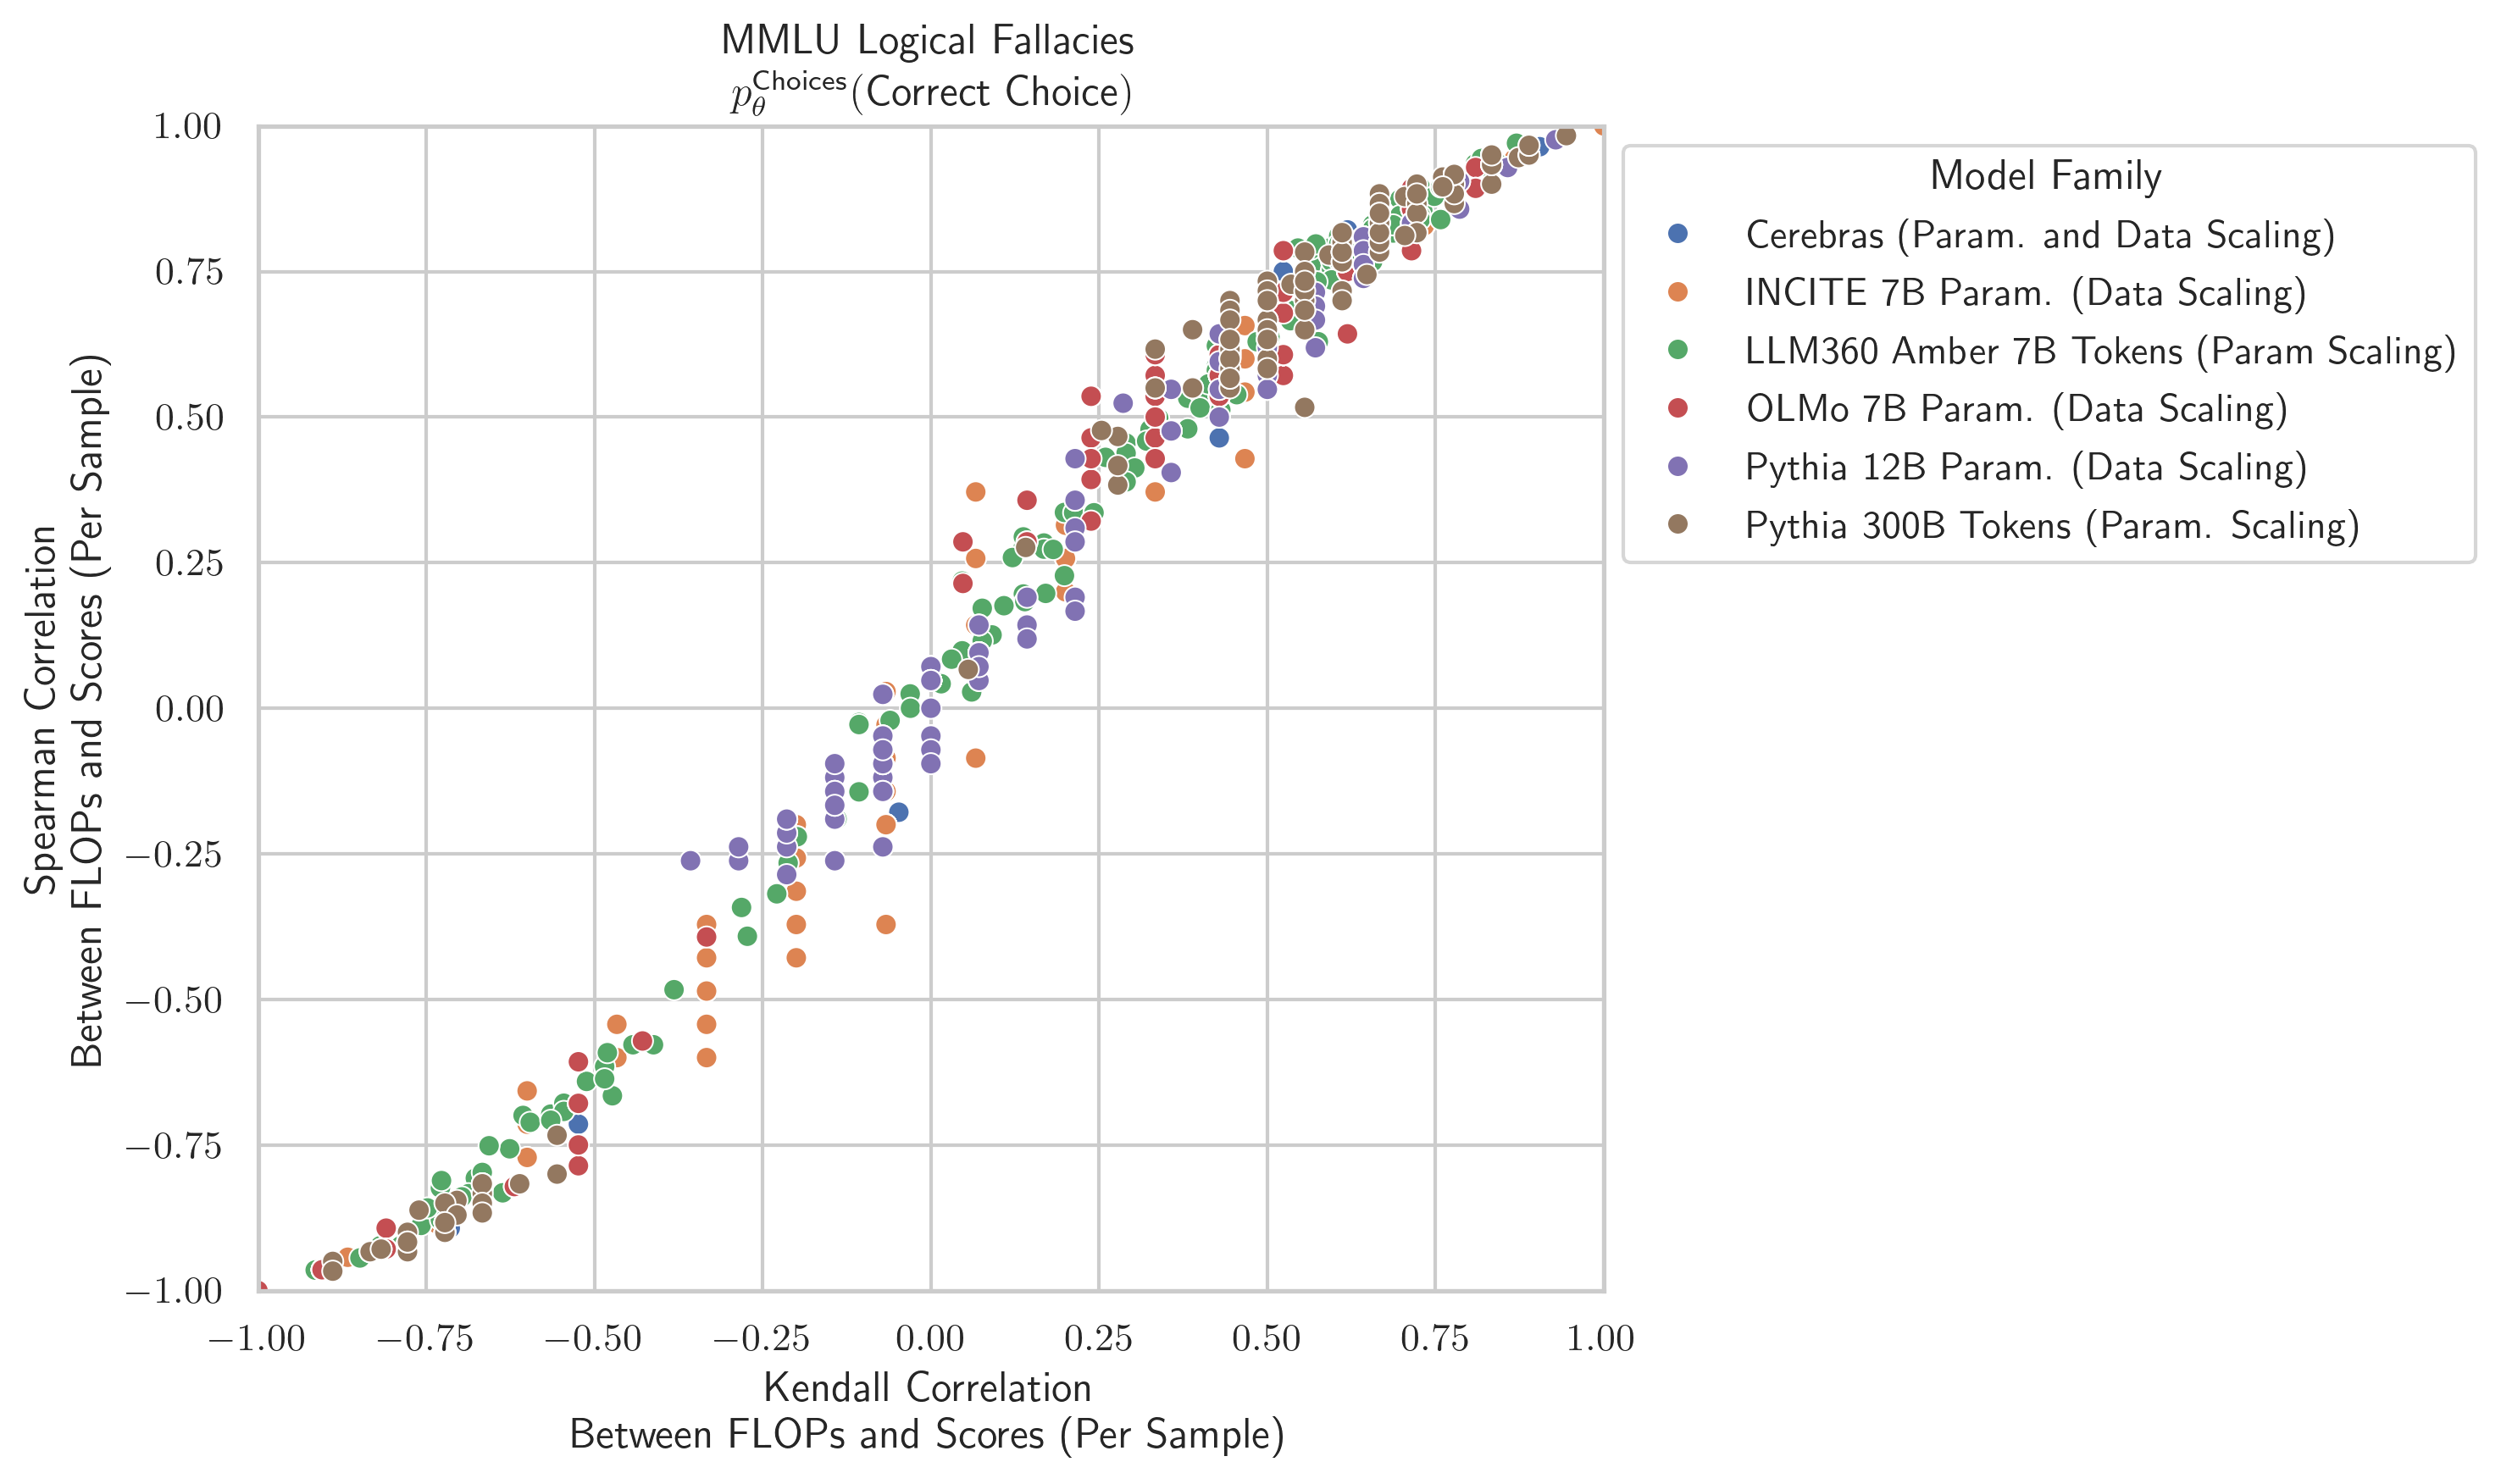 MMLU Logical Fallacies
p_θ^Choices(Correct Choice)
1.00
0.75
0.50
0.25
0.00
−0.25
−0.50
−0.75
−1.00
Spearman Correlation
Between FLOPs and Scores (Per Sample)
−1.00 −0.75 −0.50 −0.25 0.00 0.25 0.50 0.75 1.00
Kendall Correlation
Between FLOPs and Scores (Per Sample)
Model Family
Cerebras (Param. and Data Scaling)
INCITE 7B Param. (Data Scaling)
LLM360 Amber 7B Tokens (Param Scaling)
OLMo 7B Param. (Data Scaling)
Pythia 12B Param. (Data Scaling)
Pythia 300B Tokens (Param. Scaling)